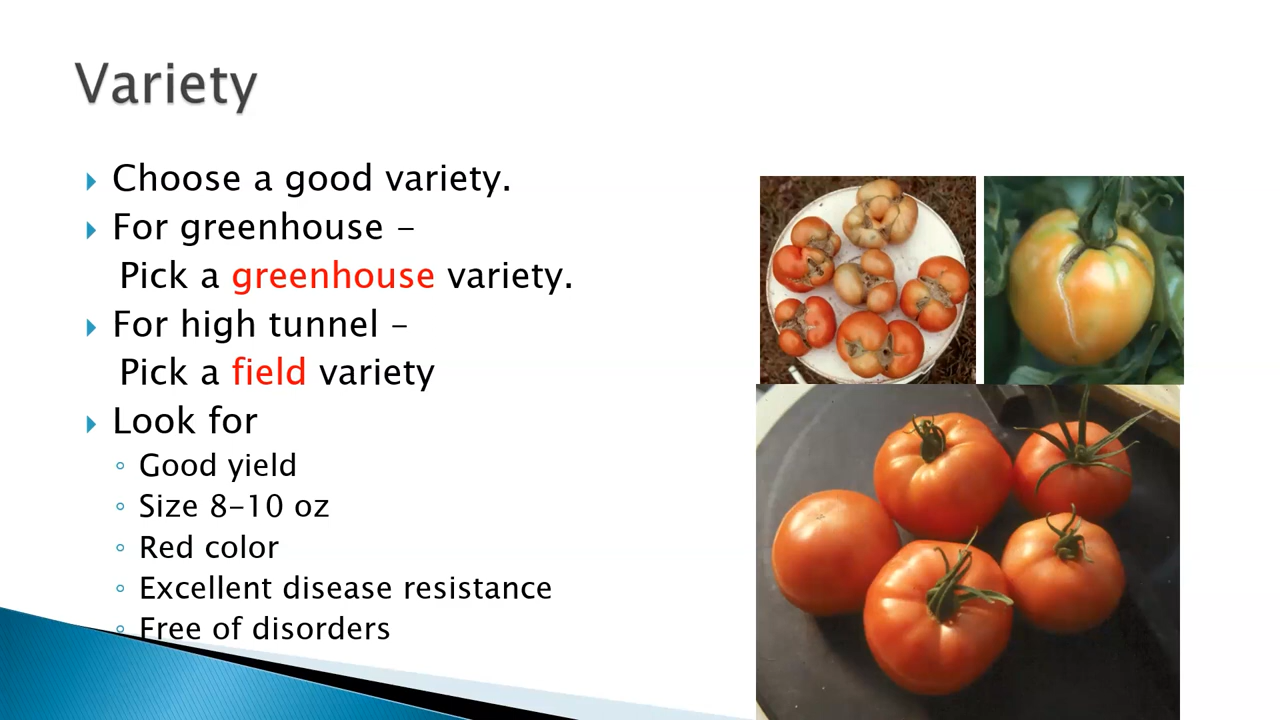 Variety
Choose a good variety.
For greenhouse –
Pick a greenhouse variety.
For high tunnel –
Pick a field variety
Look for
Good yield
Size 8-10 oz
Red color
Excellent disease resistance
Free of disorders